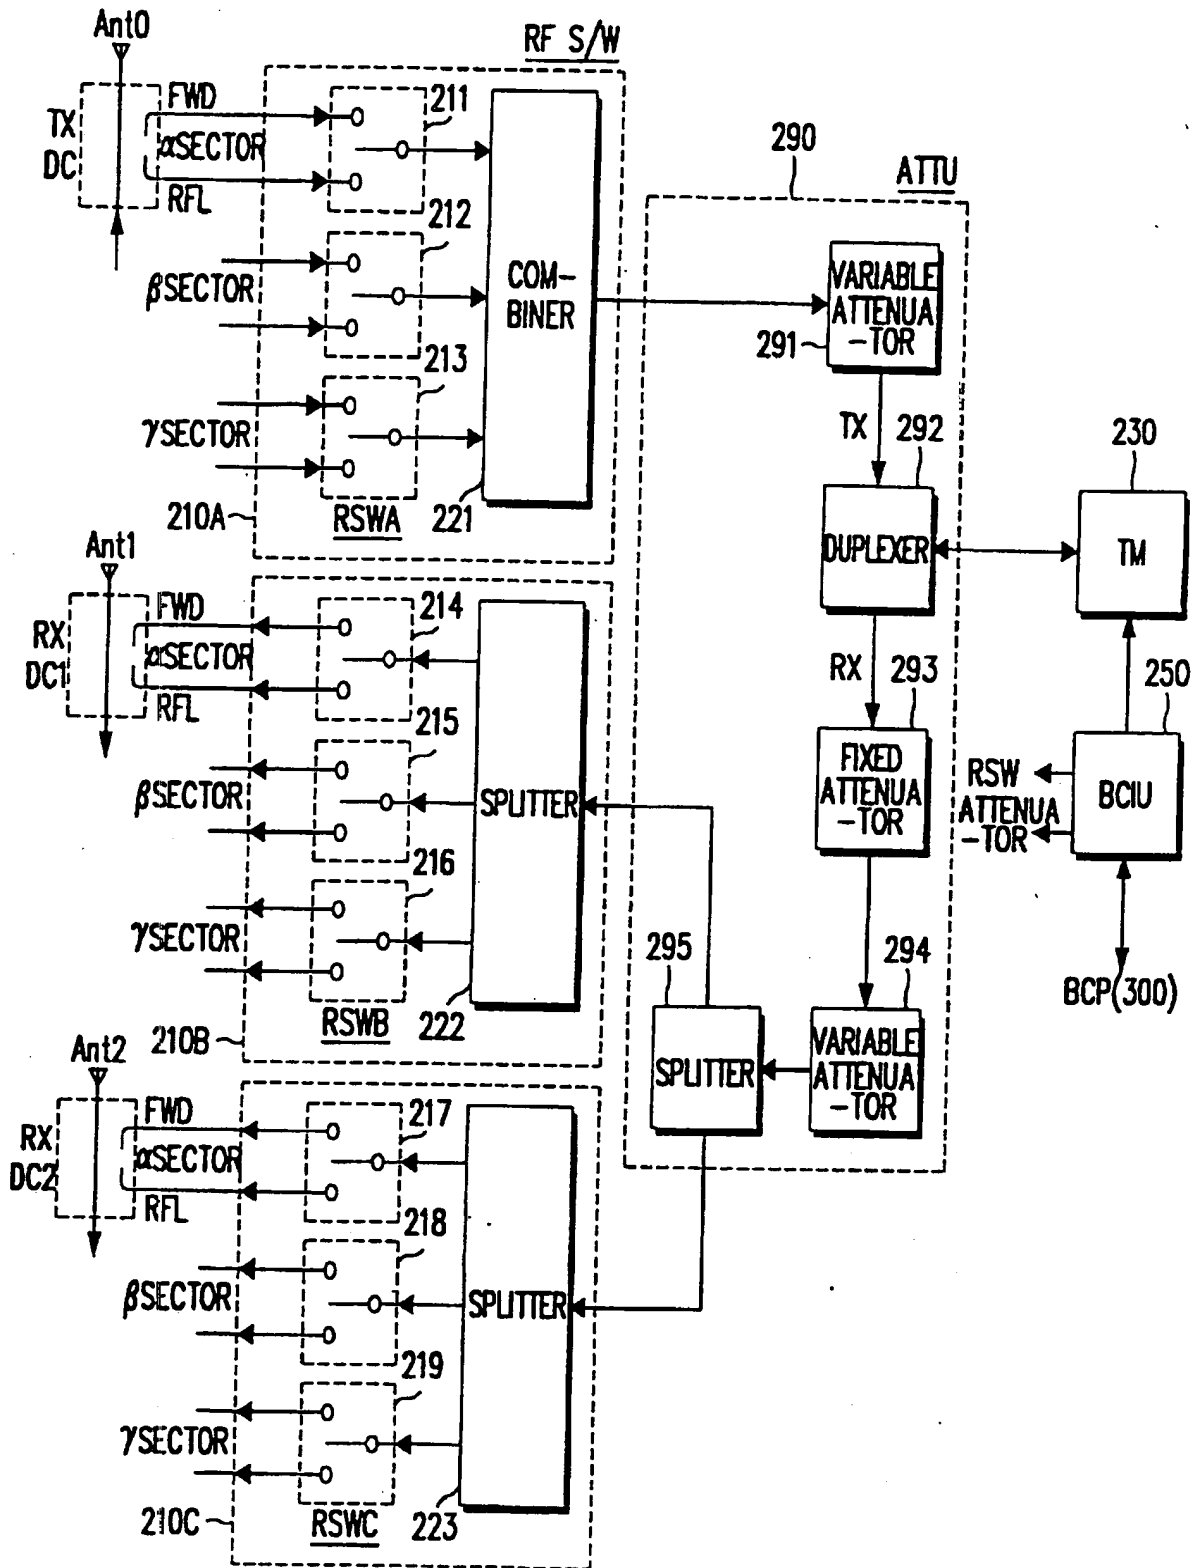 Ant0
RF S/W
TX
DC
FWD
αSECTOR
RFL
211
βSECTOR
212
γSECTOR
213
RSWA
210A
COM-
BINER
221
290
ATTU
VARIABLE
ATTENUA
-TOR
291
TX
292
DUPLEXER
230
TM
RX
293
FIXED
ATTENUA
-TOR
250
BCIU
RSW
ATTENUA
-TOR
BCP(300)
294
VARIABLE
ATTENUA
-TOR
295
SPLITTER
Ant1
RX
DC1
FWD
αSECTOR
RFL
214
βSECTOR
215
γSECTOR
216
RSWB
210B
SPLITTER
222
Ant2
RX
DC2
FWD
αSECTOR
RFL
217
βSECTOR
218
γSECTOR
219
RSWC
210C
SPLITTER
223